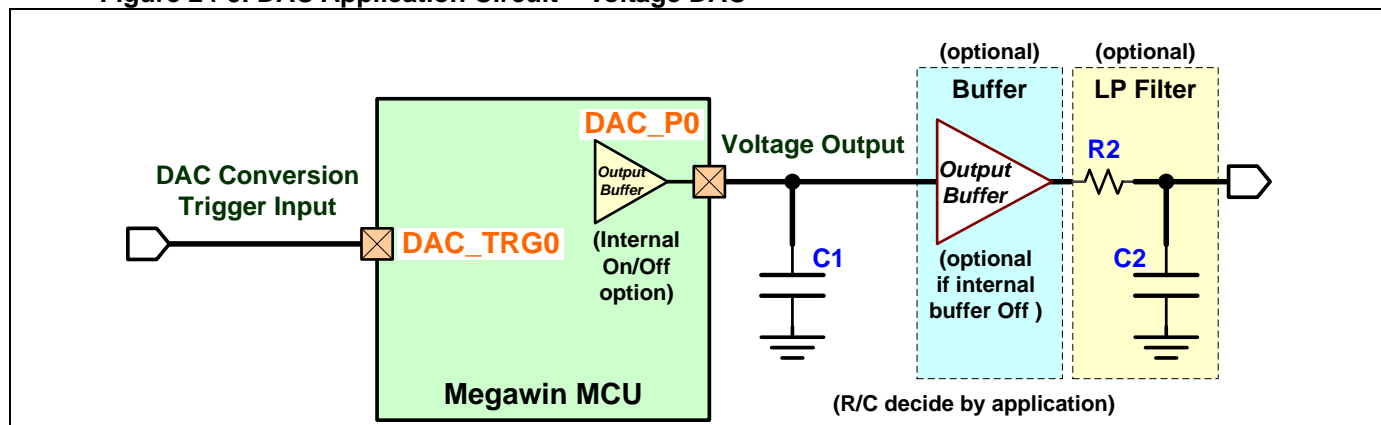 (optional)
(optional)
Buffer
LP Filter
DAC_P0
Voltage Output
R2
Output
Buffer
Output
Buffer
DAC Conversion
Trigger Input
DAC_TRG0
(Internal
On/Off
option)
C1
(optional
if internal
buffer Off )
C2
Megawin MCU
(R/C decide by application)